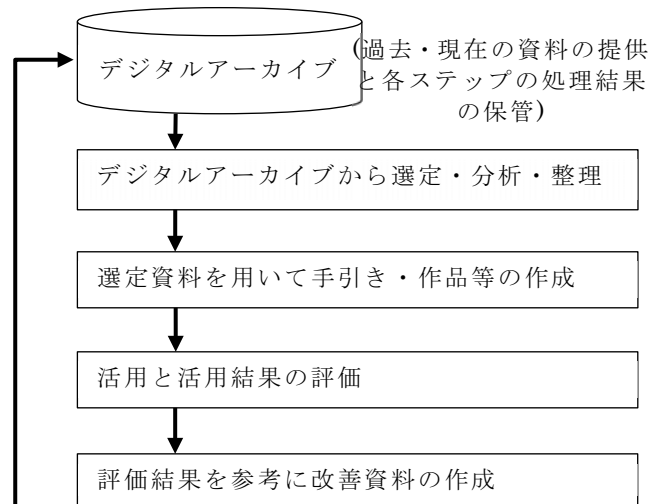 デジタルアーカイブ
(過去・現在の資料の提供
と各ステップの処理結果
の保管)
デジタルアーカイブから選定・分析・整理
選定資料を用いて手引き・作品等の作成
活用と活用結果の評価
評価結果を参考に改善資料の作成